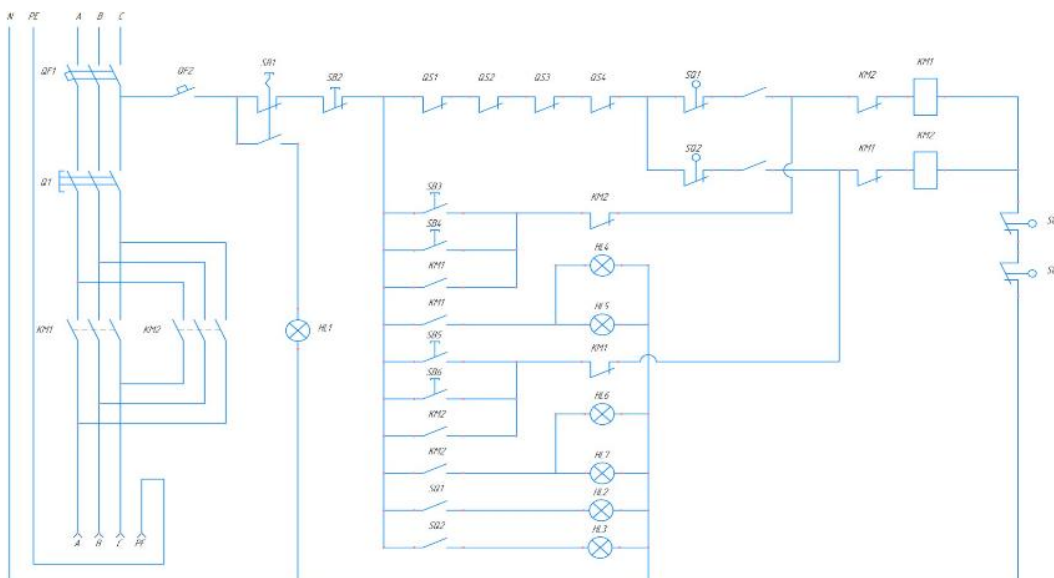 N PE A B C
QF1
QF2
SB1
SB2
QS1
QS2
QS3
QS4
SQ1
KM2
KM1
SQ2
KM1
KM2
Q1
SB3
KM2
SB4
HL4
KM1
KM1
HL5
KM1
KM2
HL1
SB5
KM1
SB6
HL6
KM2
KM2
HL7
SQ1
HL2
SQ2
HL3
A B C PE